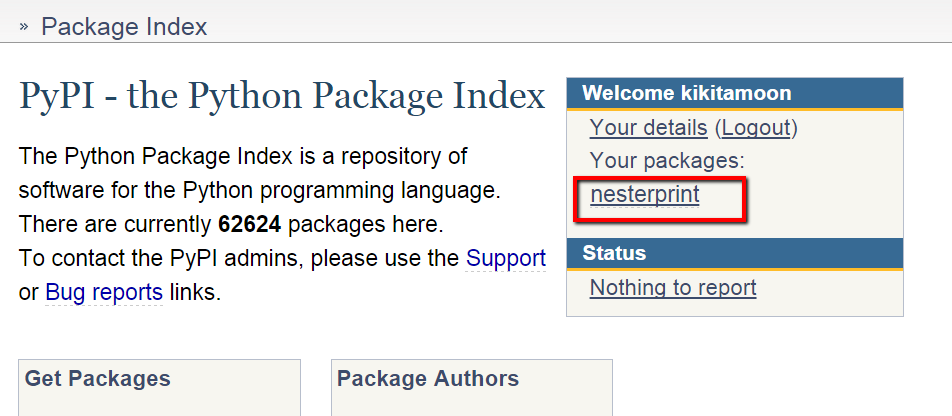 » Package Index
PyPI - the Python Package Index
The Python Package Index is a repository of
software for the Python programming language.
There are currently 62624 packages here.
To contact the PyPI admins, please use the Support
or Bug reports links.
Welcome kikitamoon
Your details (Logout)
Your packages:
nesterprint
Status
Nothing to report
Get Packages
Package Authors